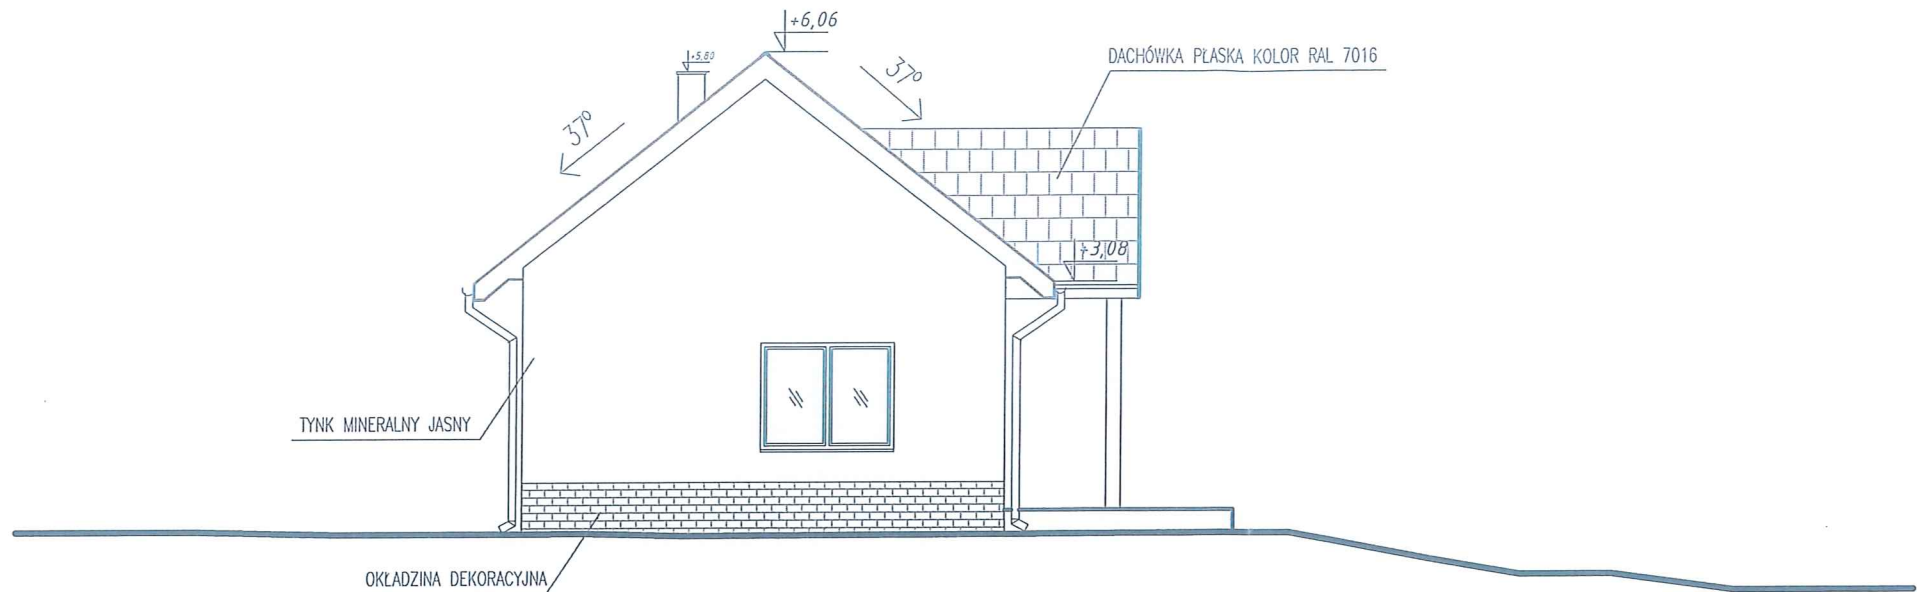 +6,06
+5,80
DACHÓWKA PŁASKA KOLOR RAL 7016
37°
37°
+3,08
TYNK MINERALNY JASNY
OKŁADZINA DEKORACYJNA